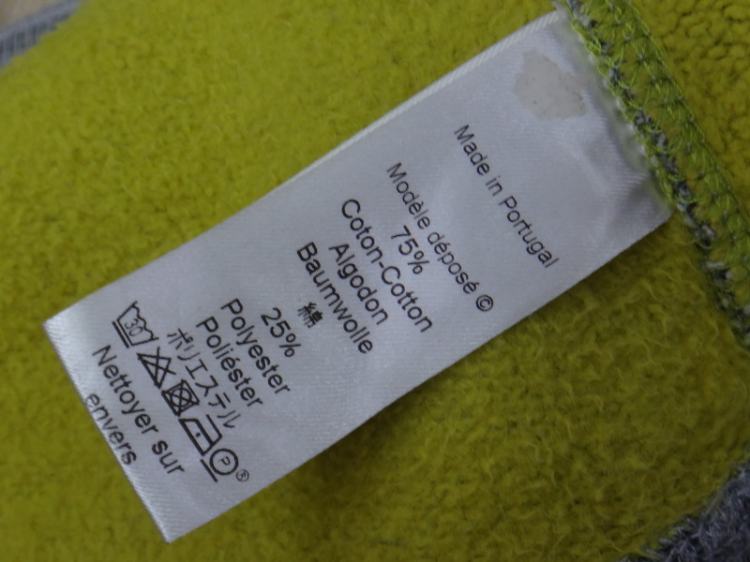 Made in Portugal
Modèle déposé ©
75%
Coton-Cotton
Algodon
Baumwolle
綿
25%
Polyester
Poliéster
ポリエステル
30 P ®
Nettoyer sur
envers